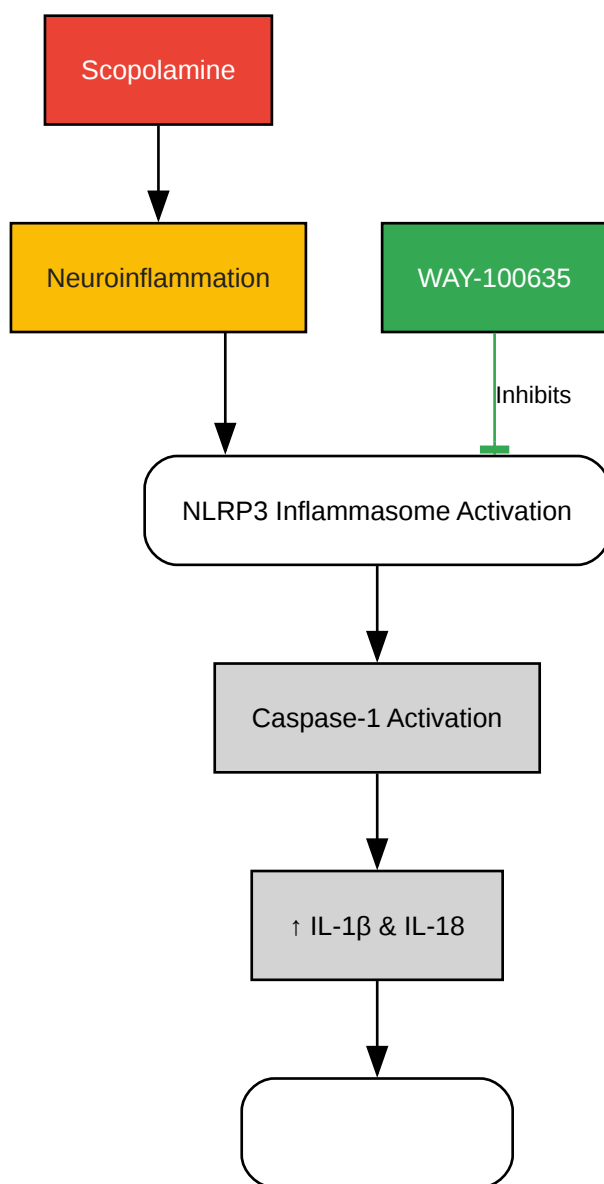 Scopolamine
Neuroinflammation
WAY-100635
Inhibits
NLRP3 Inflammasome Activation
Caspase-1 Activation
↑ IL-1β & IL-18